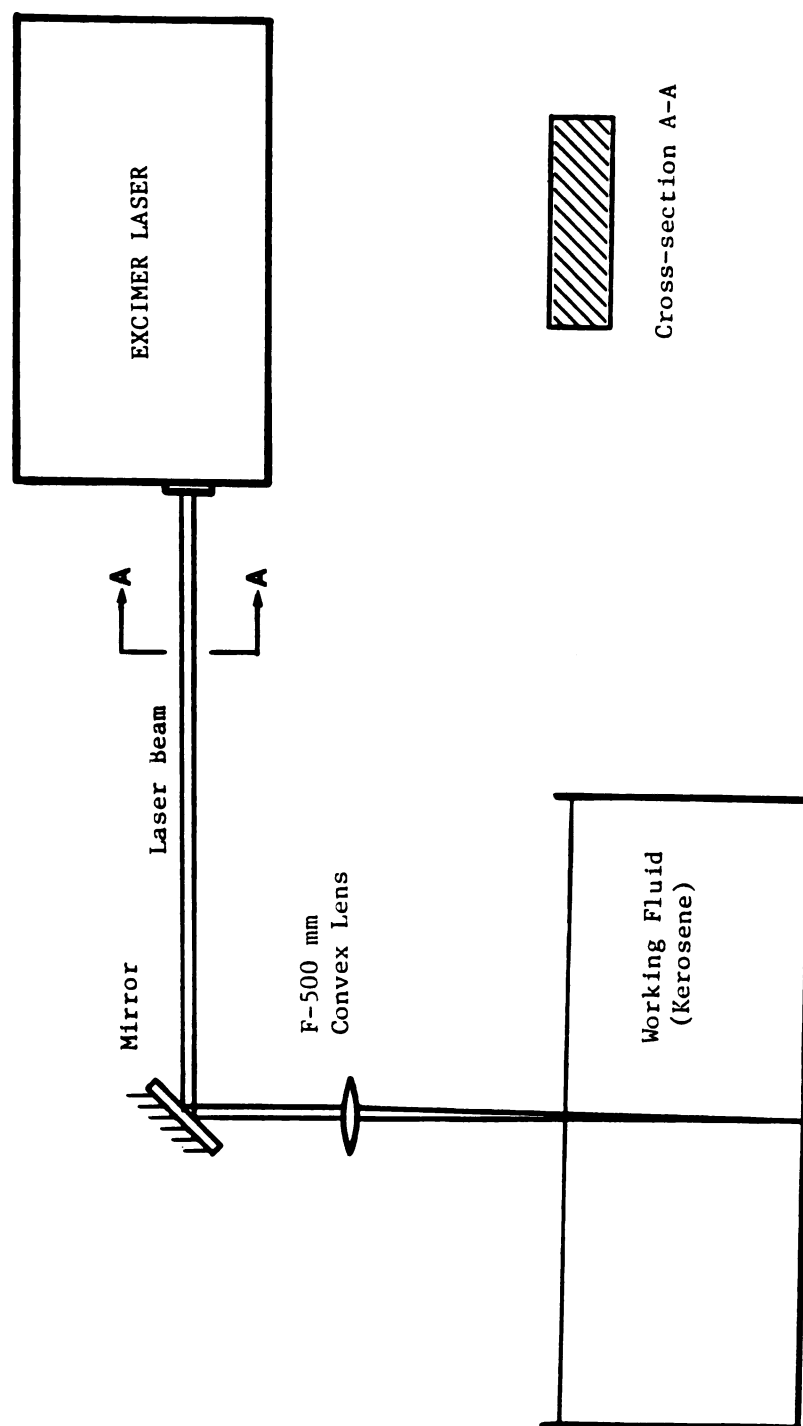 EXCIMER LASER
A
A
Laser Beam
Mirror
F-500 mm
Convex Lens
Working Fluid
(Kerosene)
Cross-section A-A